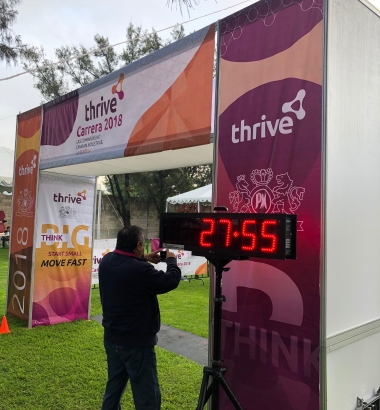 thrive
Carrera 2018
thrive
2018
thrive
THINK
BIG
START SMALL
MOVE FAST
thrive
PM
27:55
THINK